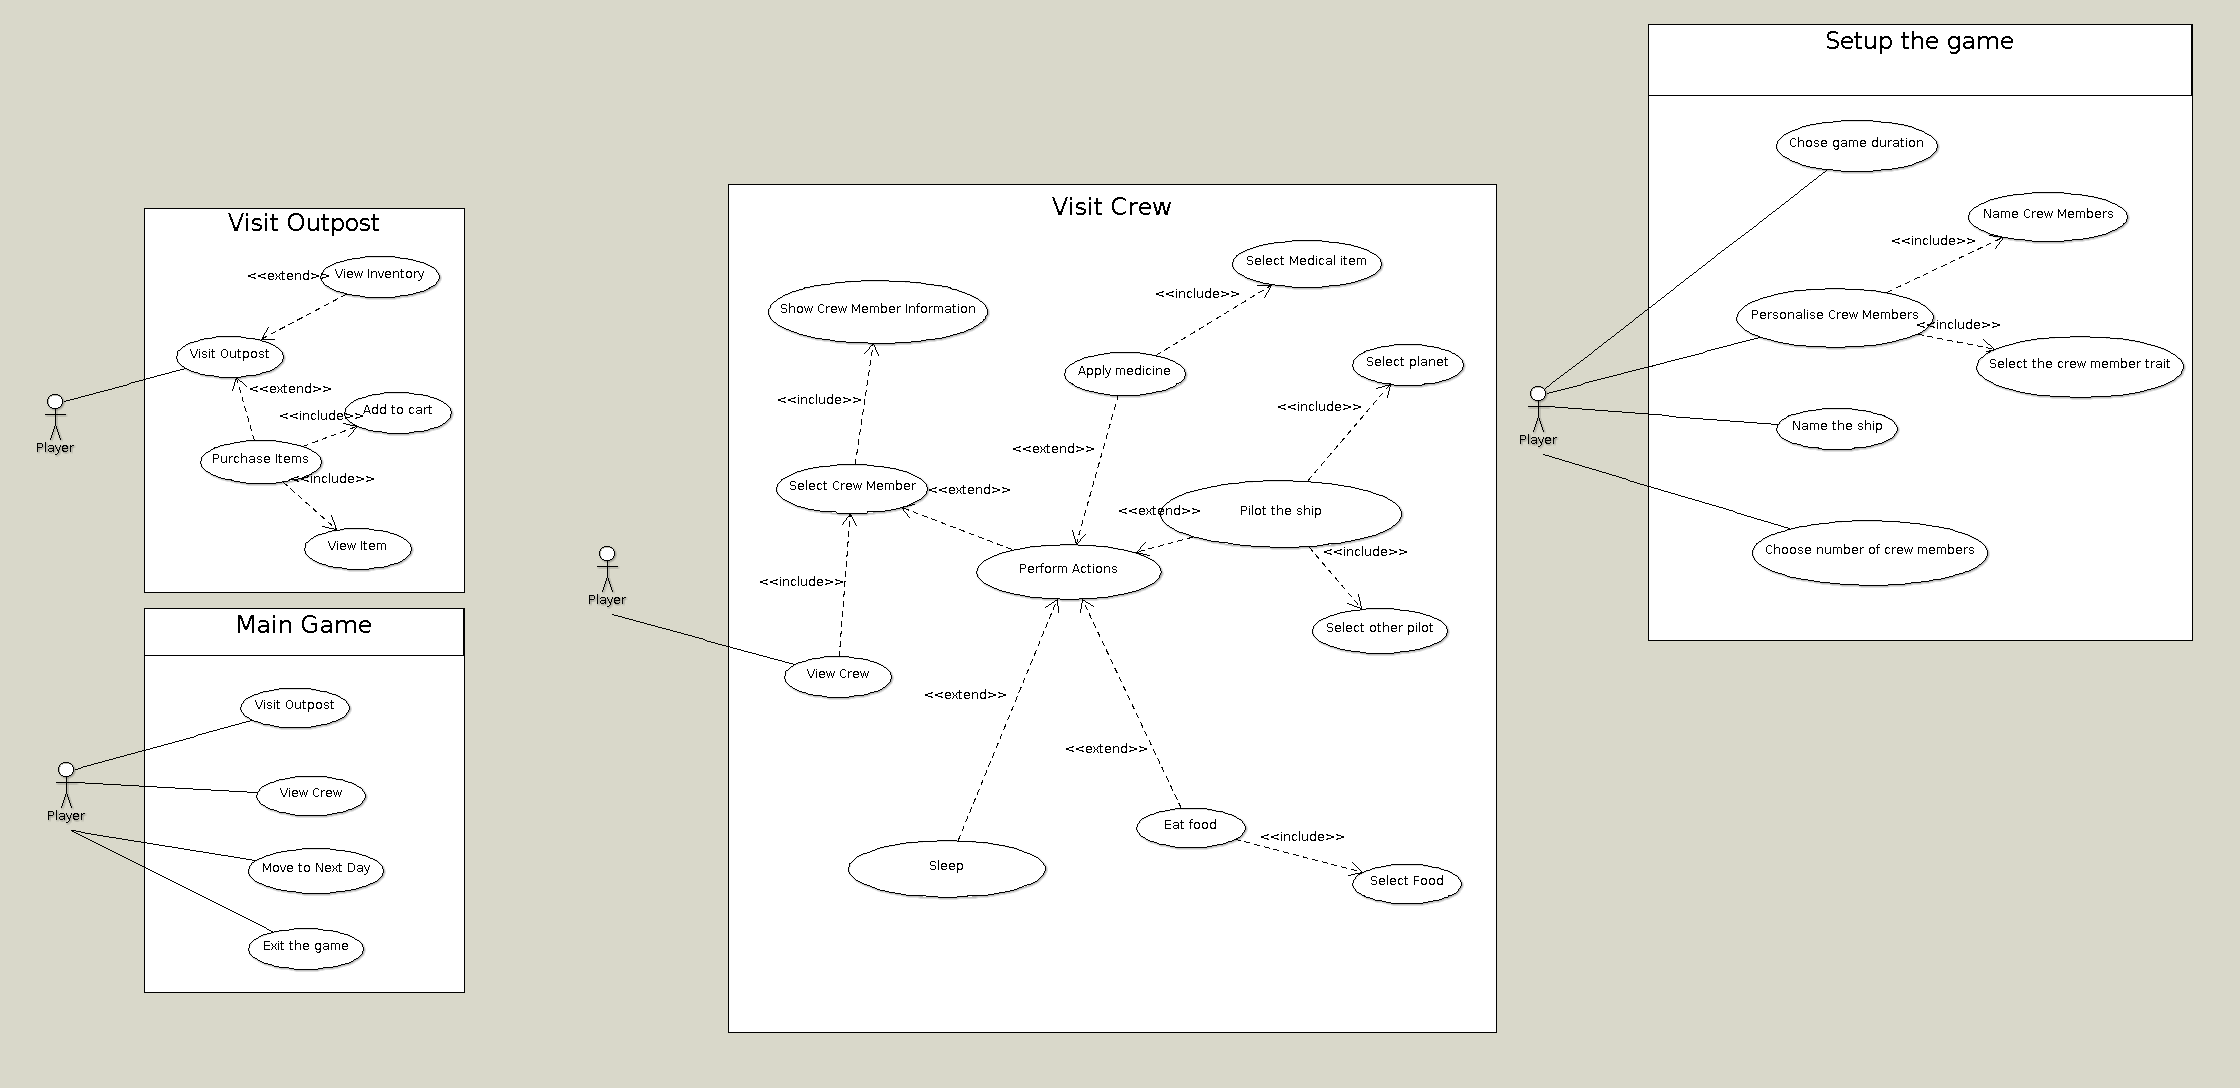 Visit Outpost
<<extend>>
View Inventory
Visit Outpost
<<extend>>
<<include>>
Add to cart
Purchase Items
<<include>>
View Item
Player
Main Game
Visit Outpost
View Crew
Move to Next Day
Exit the game
Player
Visit Crew
Select Medical item
<<include>>
Show Crew Member Information
Apply medicine
Select planet
<<include>>
<<include>>
<<extend>>
Select Crew Member
<<extend>>
<<extend>>
Pilot the ship
<<include>>
Perform Actions
<<include>>
Select other pilot
View Crew
<<extend>>
<<extend>>
Eat food
<<include>>
Sleep
Select Food
Player
Setup the game
Chose game duration
Name Crew Members
<<include>>
Personalise Crew Members
<<include>>
Select the crew member trait
Name the ship
Choose number of crew members
Player